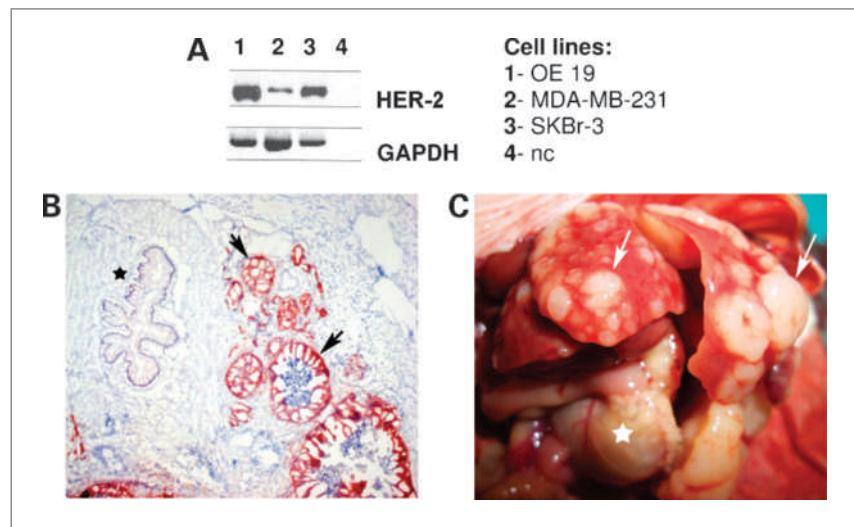 A
1 2 3 4
HER-2
GAPDH
Cell lines:
1- OE 19
2- MDA-MB-231
3- SKBr-3
4- nc
B
C